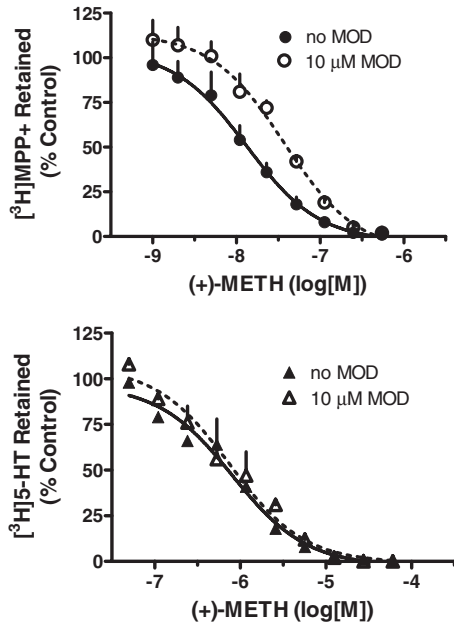 125
100
75
50
25
0
[³H]MPP+ Retained
(% Control)
no MOD
10 μM MOD
-9 -8 -7 -6
(+)-METH (log[M])
125
100
75
50
25
0
[³H]5-HT Retained
(% Control)
no MOD
10 μM MOD
-7 -6 -5 -4
(+)-METH (log[M])